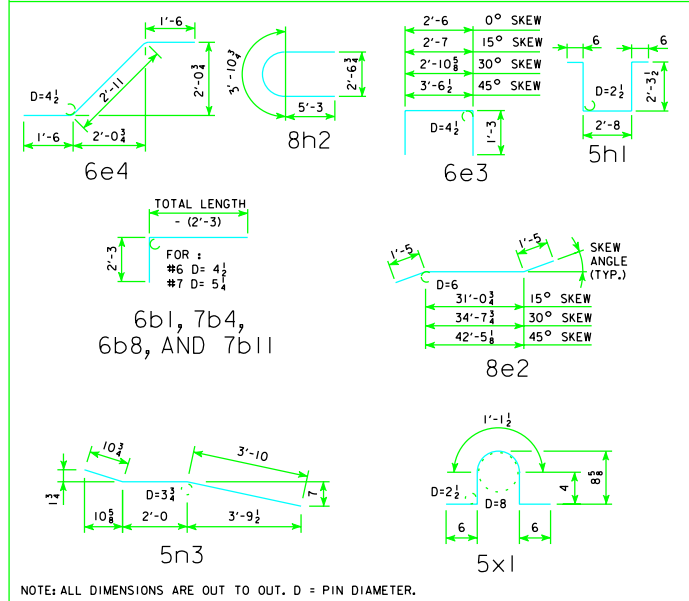 1'-6
D=4½
2'-11
2'-0¾
1'-6
2'-0¾
6e4
3'-10¾
2'-6¾
5'-3
8h2
2'-6 0° SKEW
2'-7 15° SKEW
2'-10⅝ 30° SKEW
3'-6½ 45° SKEW
D=4½
1'-3
6e3
6
6
D=2½
2'-3½
2'-8
5h1
TOTAL LENGTH
- (2'-3)
2'-3
FOR :
#6 D= 4½
#7 D= 5¼
6b1, 7b4,
6b8, AND 7b11
1'-5
1'-5
SKEW
ANGLE
(TYP.)
D=6
31'-0¾ 15° SKEW
34'-7¾ 30° SKEW
42'-5⅛ 45° SKEW
8e2
10¾
3'-10
1¾
D=3¾
7
10⅝
2'-0
3'-9½
5n3
1'-1½
D=2½
D=8
4
8⅝
6
6
5x1
NOTE: ALL DIMENSIONS ARE OUT TO OUT. D = PIN DIAMETER.